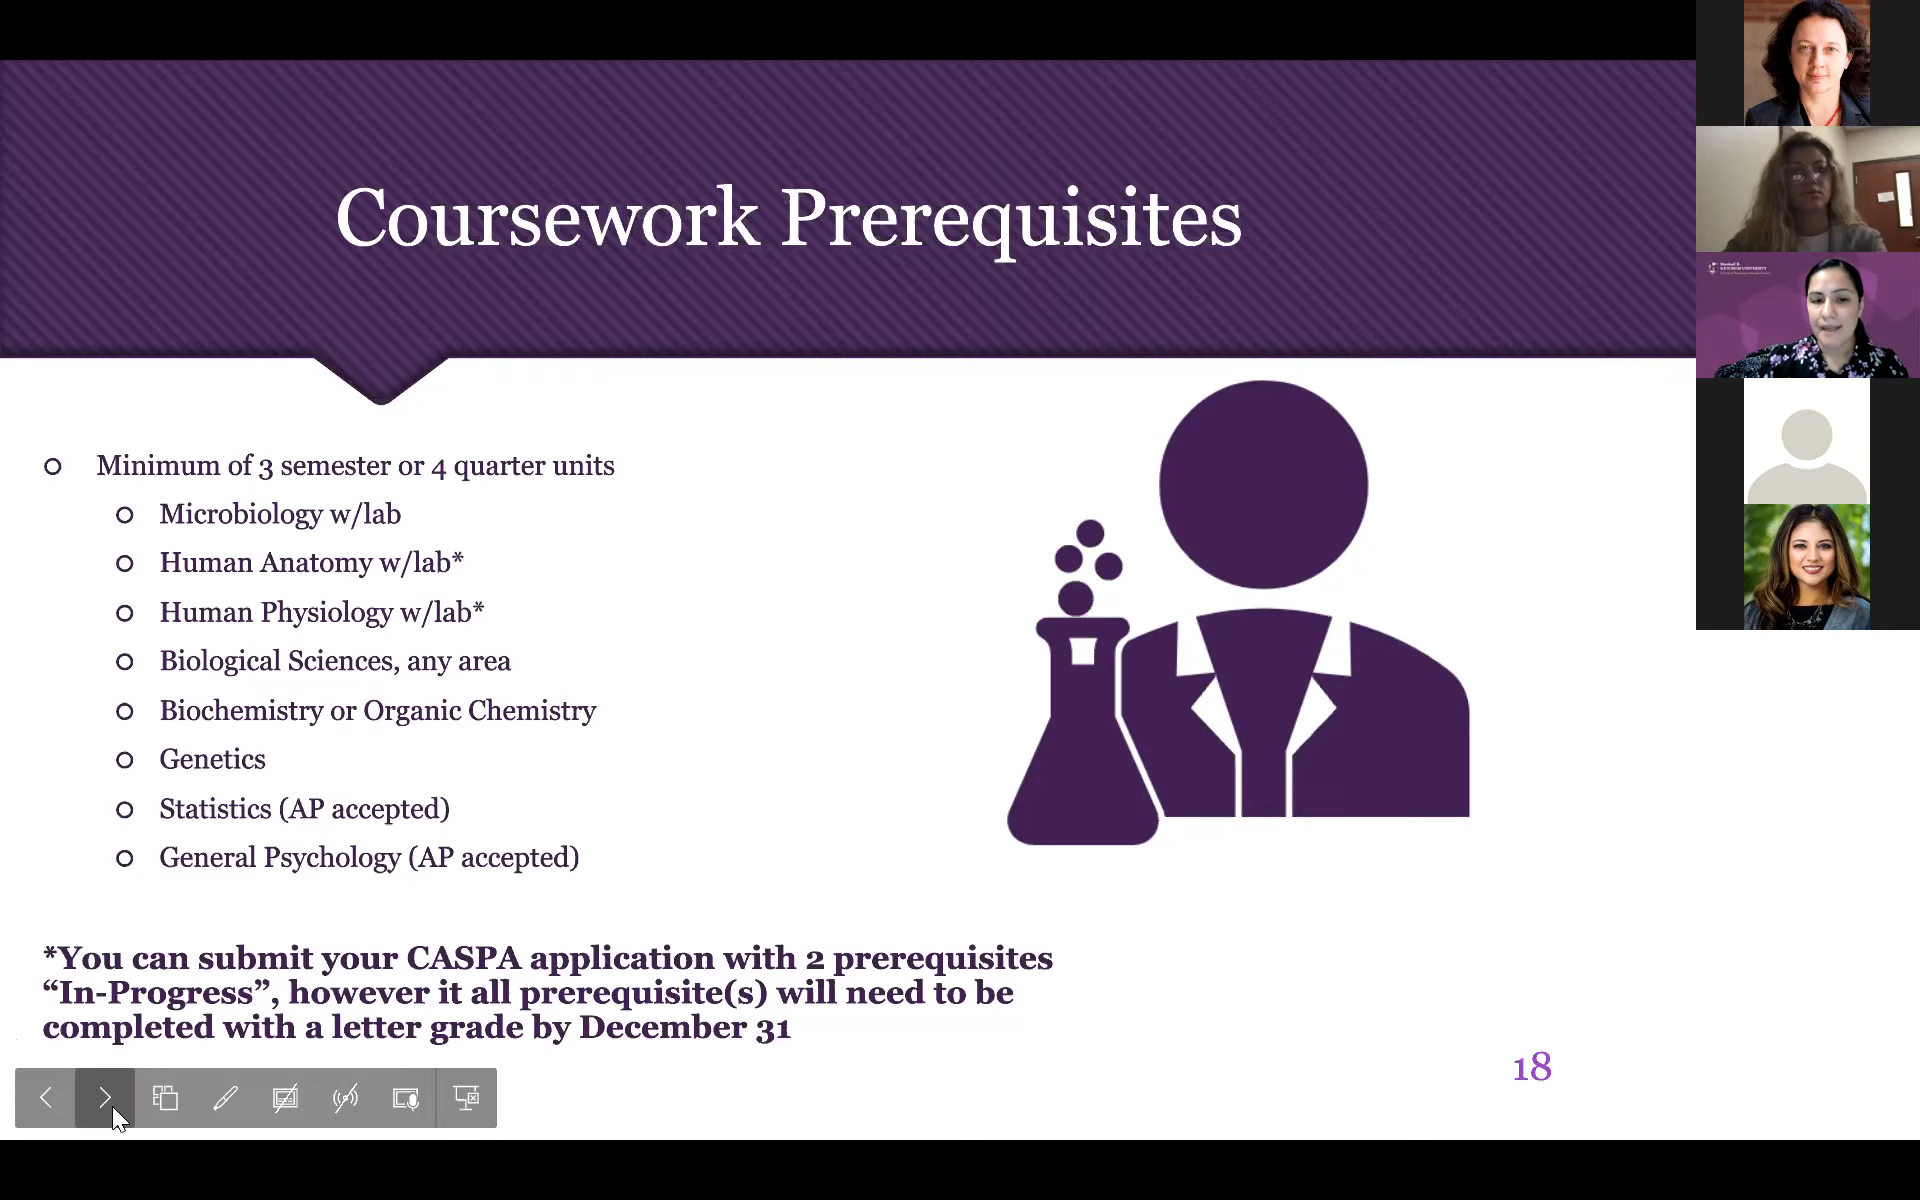 Coursework Prerequisites
Minimum of 3 semester or 4 quarter units
Microbiology w/lab
Human Anatomy w/lab*
Human Physiology w/lab*
Biological Sciences, any area
Biochemistry or Organic Chemistry
Genetics
Statistics (AP accepted)
General Psychology (AP accepted)
*You can submit your CASPA application with 2 prerequisites
“In-Progress”, however it all prerequisite(s) will need to be
completed with a letter grade by December 31
18
Marshall B.
KETCHUM UNIVERSITY